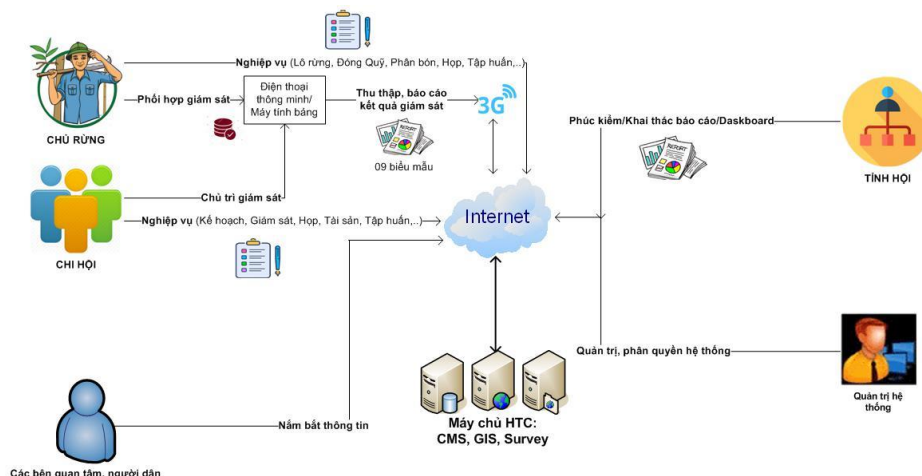 Nghiệp vụ (Lô rừng, Đóng Quỹ, Phân bón, Họp, Tập huấn,..)
CHỦ RỪNG
Phối hợp giám sát
Điện thoại
thông minh/
Máy tính bảng
Thu thập, báo cáo
kết quả giám sát
3G
REPORT
09 biểu mẫu
Phúc kiểm/Khai thác báo cáo/Daskboard
REPORT
TỈNH HỘI
Chủ trì giám sát
Nghiệp vụ (Kế hoạch, Giám sát, Họp, Tài sản, Tập huấn,..)
CHI HỘI
Internet
Quản trị, phân quyền hệ thống
Quản trị hệ
thống
Máy chủ HTC:
CMS, GIS, Survey
Nắm bắt thông tin
Các bên quan tâm, người dân